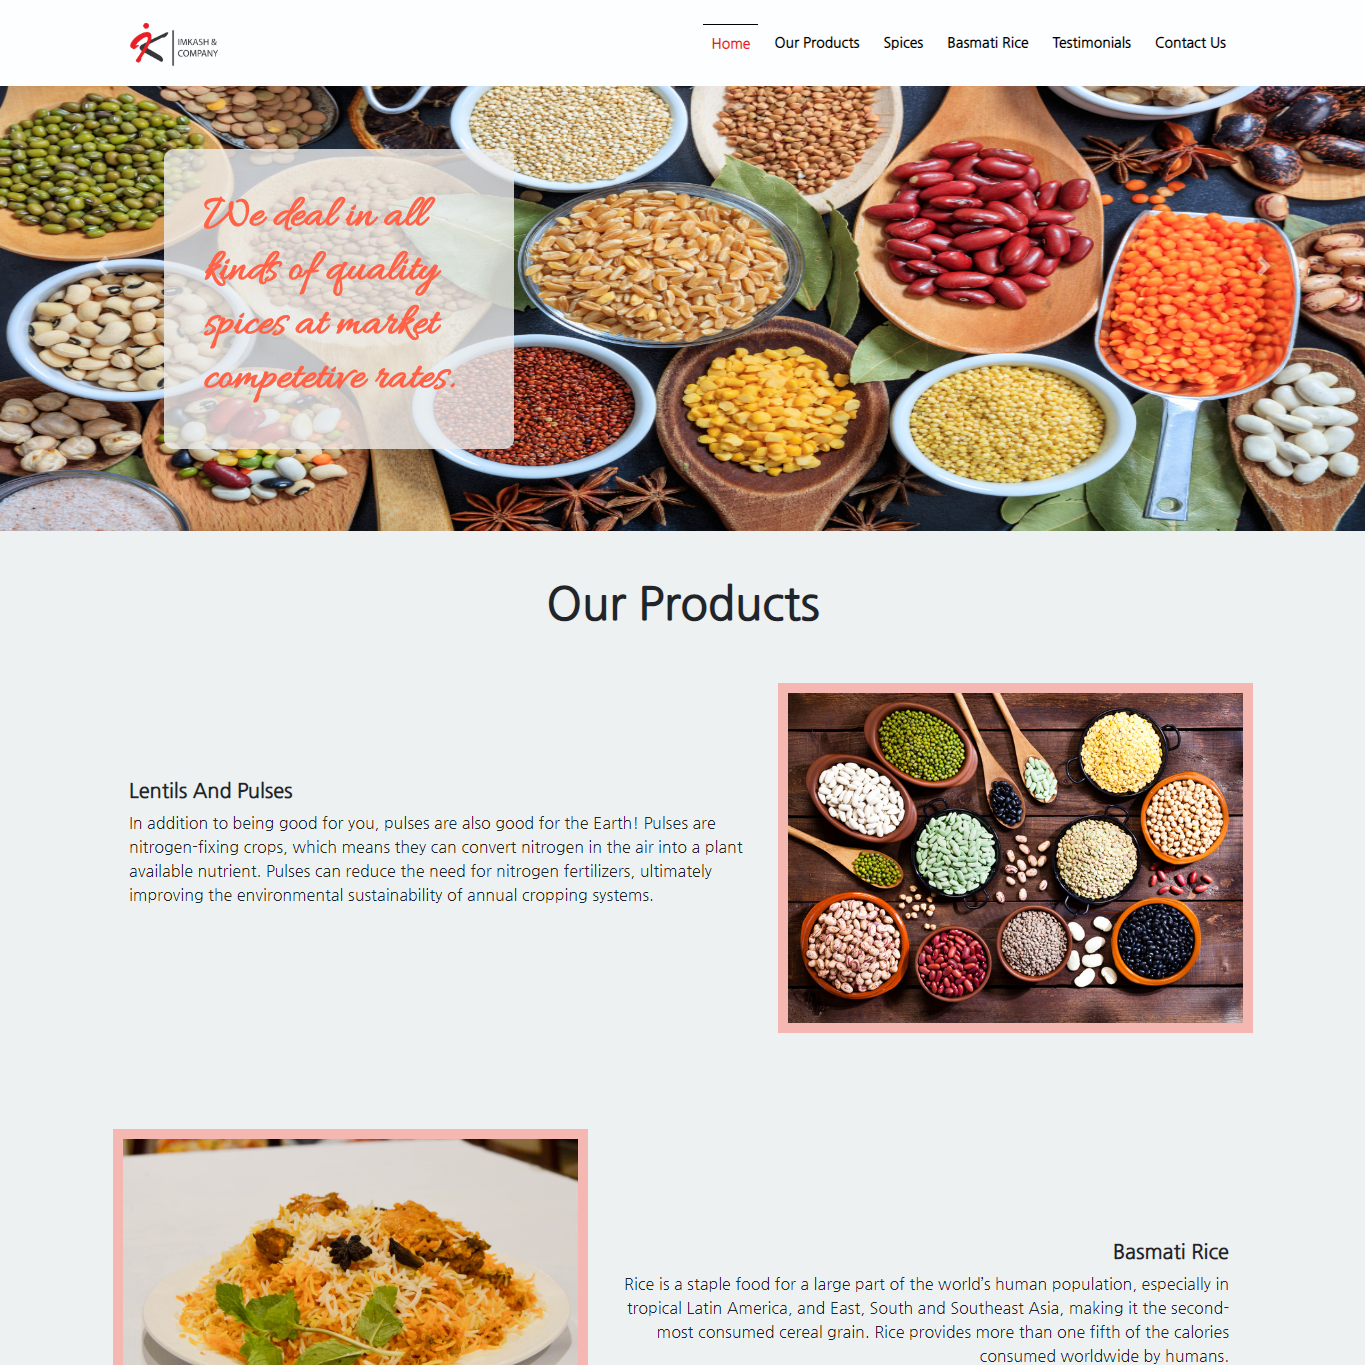 IMKASH &
COMPANY
Home Our Products Spices Basmati Rice Testimonials Contact Us
We deal in all
kinds of quality
spices at market
competetive rates.
Our Products
Lentils And Pulses
In addition to being good for you, pulses are also good for the Earth! Pulses are
nitrogen-fixing crops, which means they can convert nitrogen in the air into a plant
available nutrient. Pulses can reduce the need for nitrogen fertilizers, ultimately
improving the environmental sustainability of annual cropping systems.
Basmati Rice
Rice is a staple food for a large part of the world's human population, especially in
tropical Latin America, and East, South and Southeast Asia, making it the second-
most consumed cereal grain. Rice provides more than one fifth of the calories
consumed worldwide by humans.